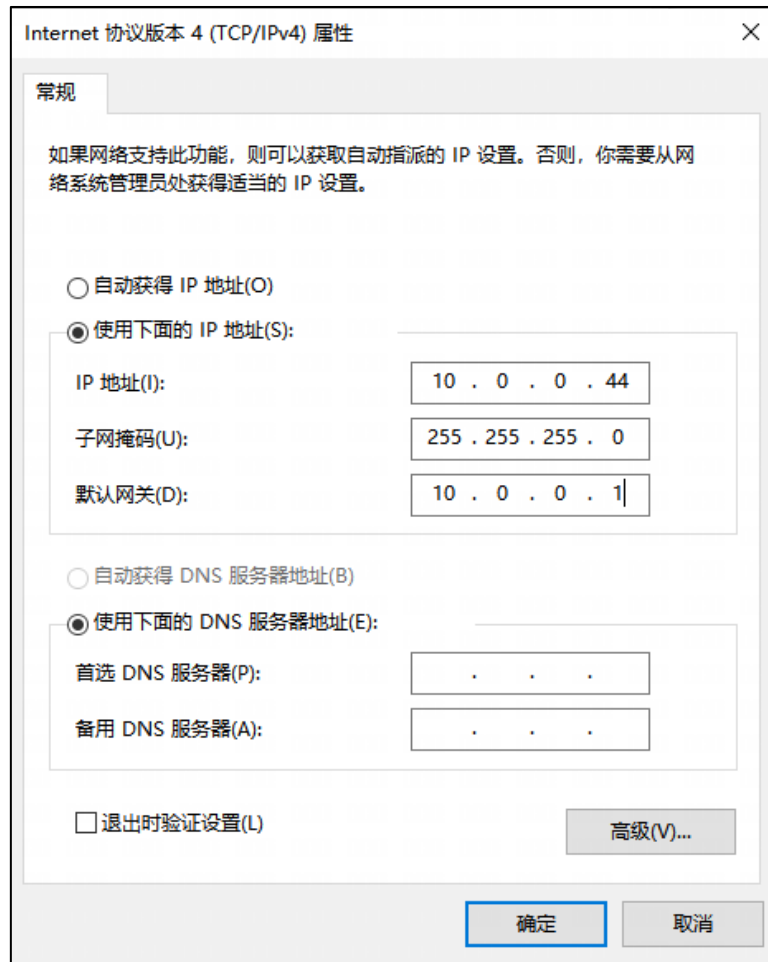 Internet 协议版本 4 (TCP/IPv4) 属性
常规
如果网络支持此功能，则可以获取自动指派的 IP 设置。否则，你需要从网
络系统管理员处获得适当的 IP 设置。
自动获得 IP 地址(O)
使用下面的 IP 地址(S):
IP 地址(I): 10 . 0 . 0 . 44
子网掩码(U): 255 . 255 . 255 . 0
默认网关(D): 10 . 0 . 0 . 1
自动获得 DNS 服务器地址(B)
使用下面的 DNS 服务器地址(E):
首选 DNS 服务器(P): . . .
备用 DNS 服务器(A): . . .
退出时验证设置(L)
高级(V)...
确定 取消